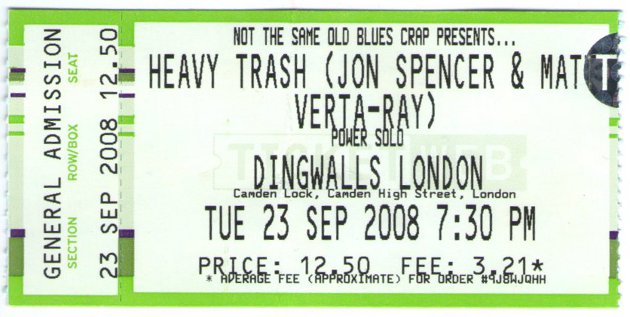 GENERAL ADMISSION
SECTION ROW/BOX SEAT
23 SEP 2008 12.50
NOT THE SAME OLD BLUES CRAP PRESENTS...
HEAVY TRASH (JON SPENCER & MAT
VERTA-RAY)
POWER SOLO
DINGWALLS LONDON
Camden Lock, Camden High Street, London
TUE 23 SEP 2008 7:30 PM
PRICE: 12.50 FEE: 3.21*
* AVERAGE FEE (APPROXIMATE) FOR ORDER #9J8WJQHH
T
TICKETWEB